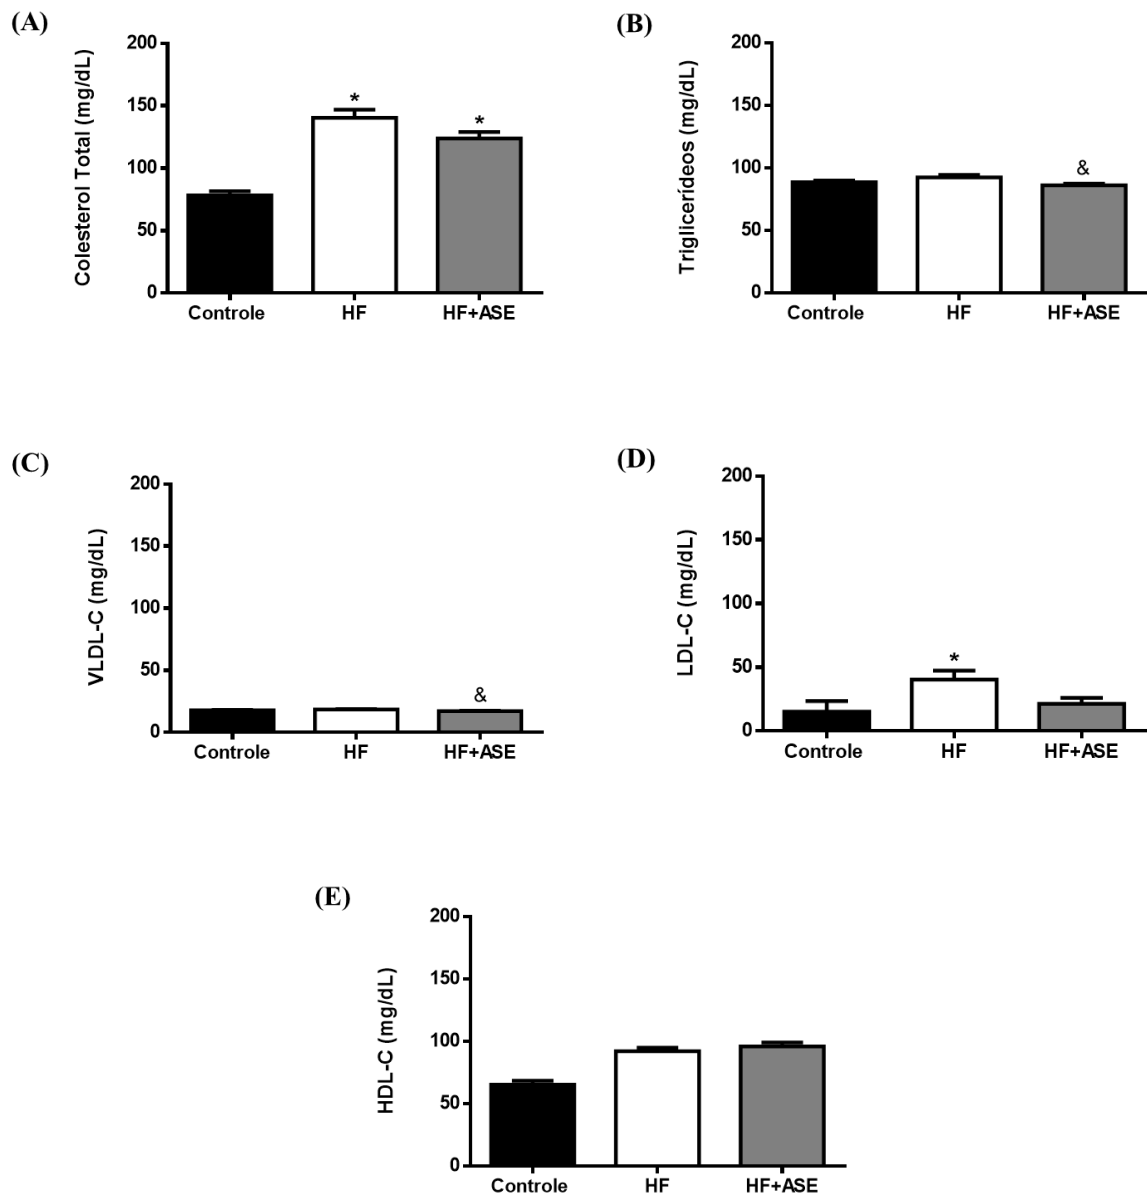 (A)
Colesterol Total (mg/dL)
200
150
100
50
0
*
*
Controle HF HF+ASE
(B)
Triglicerídeos (mg/dL)
200
150
100
50
0
&
Controle HF HF+ASE
(C)
VLDL-C (mg/dL)
200
150
100
50
0
&
Controle HF HF+ASE
(D)
LDL-C (mg/dL)
200
150
100
50
0
*
Controle HF HF+ASE
(E)
HDL-C (mg/dL)
200
150
100
50
0
Controle HF HF+ASE